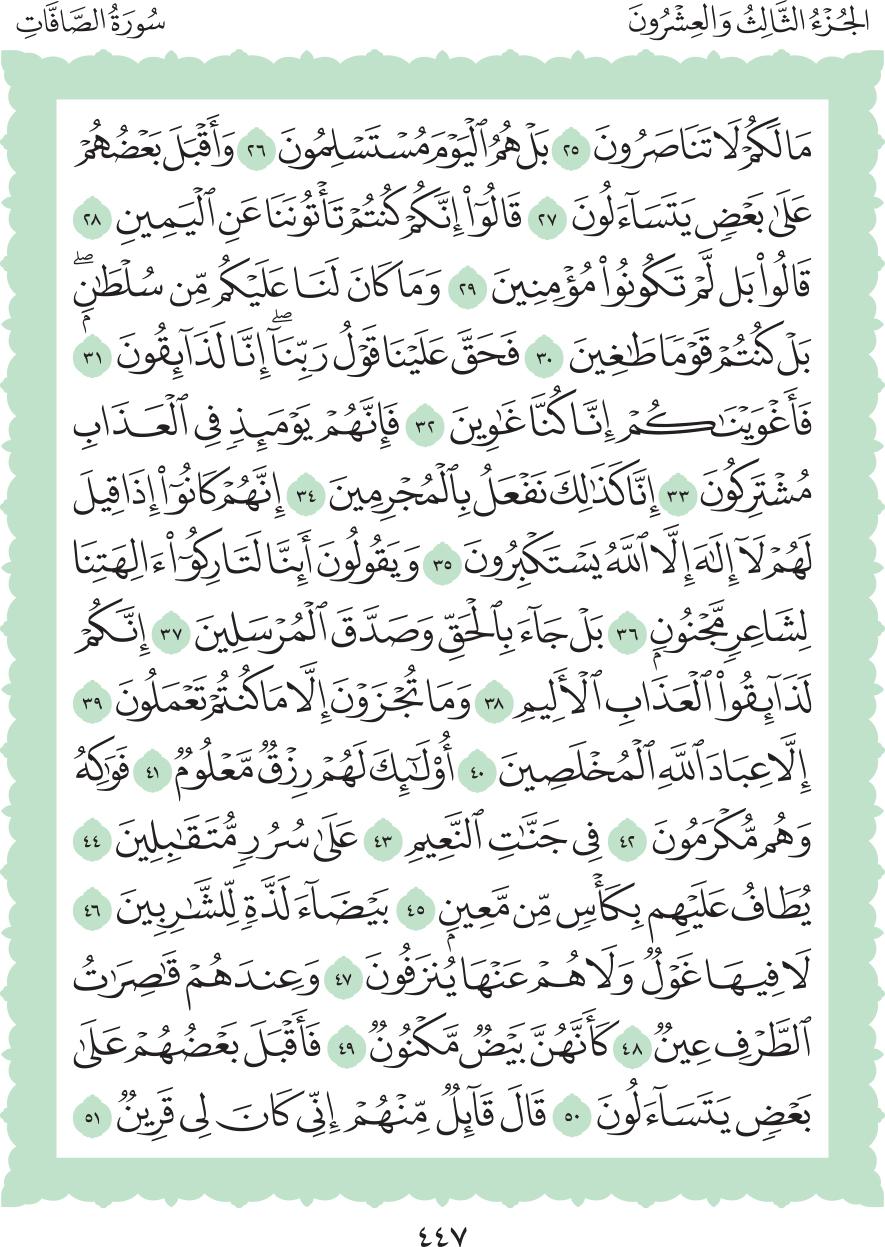 الجُزْءُ الثَّالِثُ وَالعِشْرُونَ
سُورَةُ الصَّافَّاتِ
مَا لَكُمْ لَا تَنَاصَرُونَ ٢٥ بَلْ هُمُ ٱلْيَوْمَ مُسْتَسْلِمُونَ ٢٦ وَأَقْبَلَ بَعْضُهُمْ
عَلَىٰ بَعْضٍ يَتَسَآءَلُونَ ٢٧ قَالُوٓا۟ إِنَّكُمْ كُنتُمْ تَأْتُونَنَا عَنِ ٱلْيَمِينِ ٢٨
قَالُوا۟ بَل لَّمْ تَكُونُوا۟ مُؤْمِنِينَ ٢٩ وَمَا كَانَ لَنَا عَلَيْكُم مِّن سُلْطَـٰنٍۭ ۖ
بَلْ كُنتُمْ قَوْمًا طَـٰغِينَ ٣٠ فَحَقَّ عَلَيْنَا قَوْلُ رَبِّنَآ ۖ إِنَّا لَذَآئِقُونَ ٣١
فَأَغْوَيْنَـٰكُمْ إِنَّا كُنَّا غَـٰوِينَ ٣٢ فَإِنَّهُمْ يَوْمَئِذٍ فِى ٱلْعَذَابِ
مُشْتَرِكُونَ ٣٣ إِنَّا كَذَٰلِكَ نَفْعَلُ بِٱلْمُجْرِمِينَ ٣٤ إِنَّهُمْ كَانُوٓا۟ إِذَا قِيلَ
لَهُمْ لَآ إِلَـٰهَ إِلَّا ٱللَّهُ يَسْتَكْبِرُونَ ٣٥ وَيَقُولُونَ أَئِنَّا لَتَارِكُوٓا۟ ءَالِهَتِنَا
لِشَاعِرٍ مَّجْنُونٍۭ ٣٦ بَلْ جَآءَ بِٱلْحَقِّ وَصَدَّقَ ٱلْمُرْسَلِينَ ٣٧ إِنَّكُمْ
لَذَآئِقُوا۟ ٱلْعَذَابِ ٱلْأَلِيمِ ٣٨ وَمَا تُجْزَوْنَ إِلَّا مَا كُنتُمْ تَعْمَلُونَ ٣٩
إِلَّا عِبَادَ ٱللَّهِ ٱلْمُخْلَصِينَ ٤٠ أُو۟لَـٰٓئِكَ لَهُمْ رِزْقٌ مَّعْلُومٌ ٤١ فَوَٰكِهُ
وَهُم مُّكْرَمُونَ ٤٢ فِى جَنَّـٰتِ ٱلنَّعِيمِ ٤٣ عَلَىٰ سُرُرٍ مُّتَقَـٰبِلِينَ ٤٤
يُطَافُ عَلَيْهِم بِكَأْسٍ مِّن مَّعِينٍۭ ٤٥ بَيْضَآءَ لَذَّةٍ لِّلشَّـٰرِبِينَ ٤٦
لَا فِيهَا غَوْلٌ وَلَا هُمْ عَنْهَا يُنزَفُونَ ٤٧ وَعِندَهُمْ قَـٰصِرَٰتُ
ٱلطَّرْفِ عِينٌ ٤٨ كَأَنَّهُنَّ بَيْضٌ مَّكْنُونٌ ٤٩ فَأَقْبَلَ بَعْضُهُمْ عَلَىٰ
بَعْضٍ يَتَسَآءَلُونَ ٥٠ قَالَ قَآئِلٌ مِّنْهُمْ إِنِّى كَانَ لِى قَرِينٌ ٥١
٤٤٧